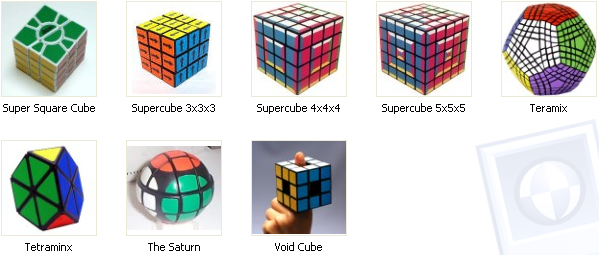 Super Square Cube
Supercube 3x3x3
Supercube 4x4x4
Supercube 5x5x5
Teramix
Tetraminx
The Saturn
Void Cube